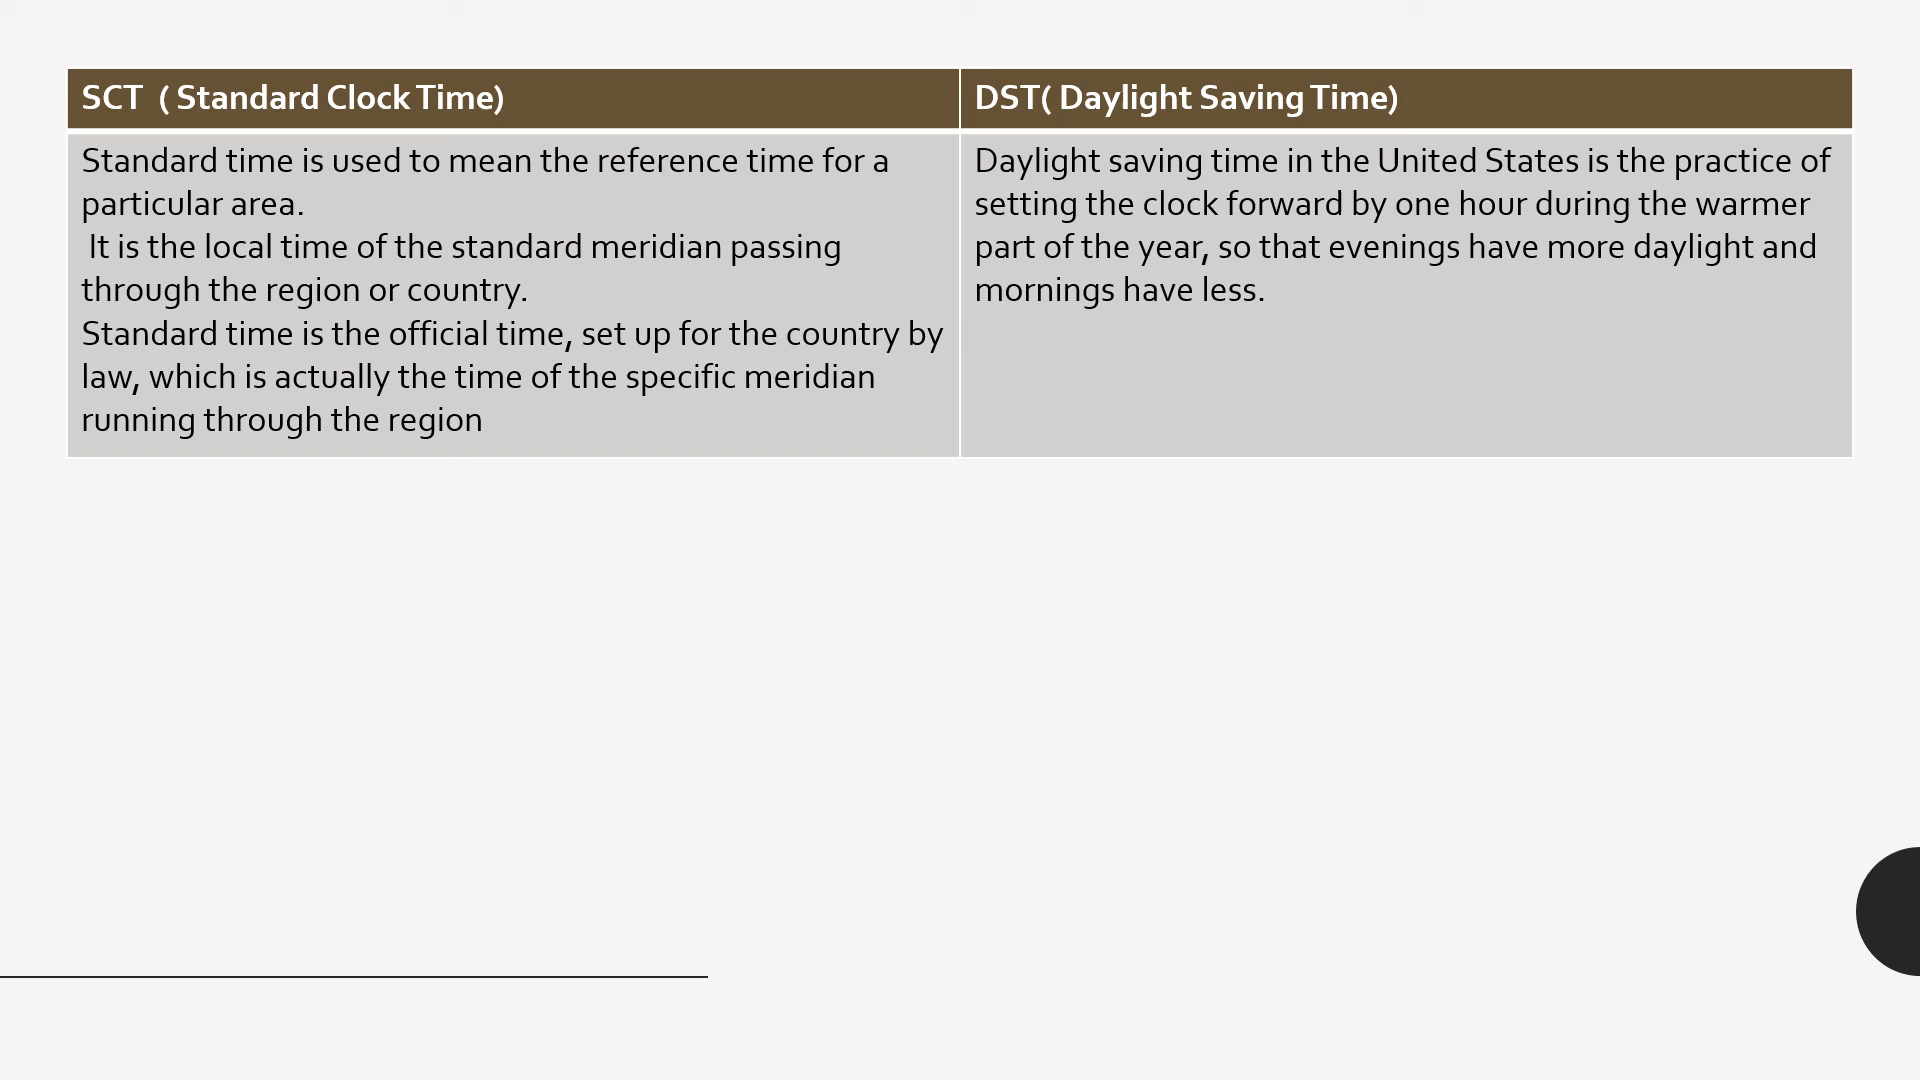 SCT  ( Standard Clock Time)
DST( Daylight Saving Time)
Standard time is used to mean the reference time for a
particular area.
It is the local time of the standard meridian passing
through the region or country.
Standard time is the official time, set up for the country by
law, which is actually the time of the specific meridian
running through the region
Daylight saving time in the United States is the practice of
setting the clock forward by one hour during the warmer
part of the year, so that evenings have more daylight and
mornings have less.